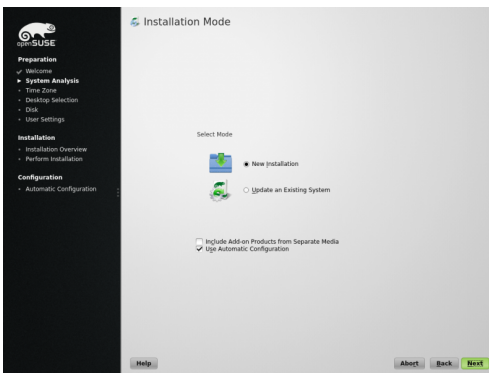 openSUSE
Preparation
Welcome
System Analysis
Time Zone
Desktop Selection
Disk
User Settings
Installation
Installation Overview
Perform Installation
Configuration
Automatic Configuration
Installation Mode
Select Mode
New Installation
Update an Existing System
Include Add-on Products from Separate Media
Use Automatic Configuration
Help
Abort
Back
Next